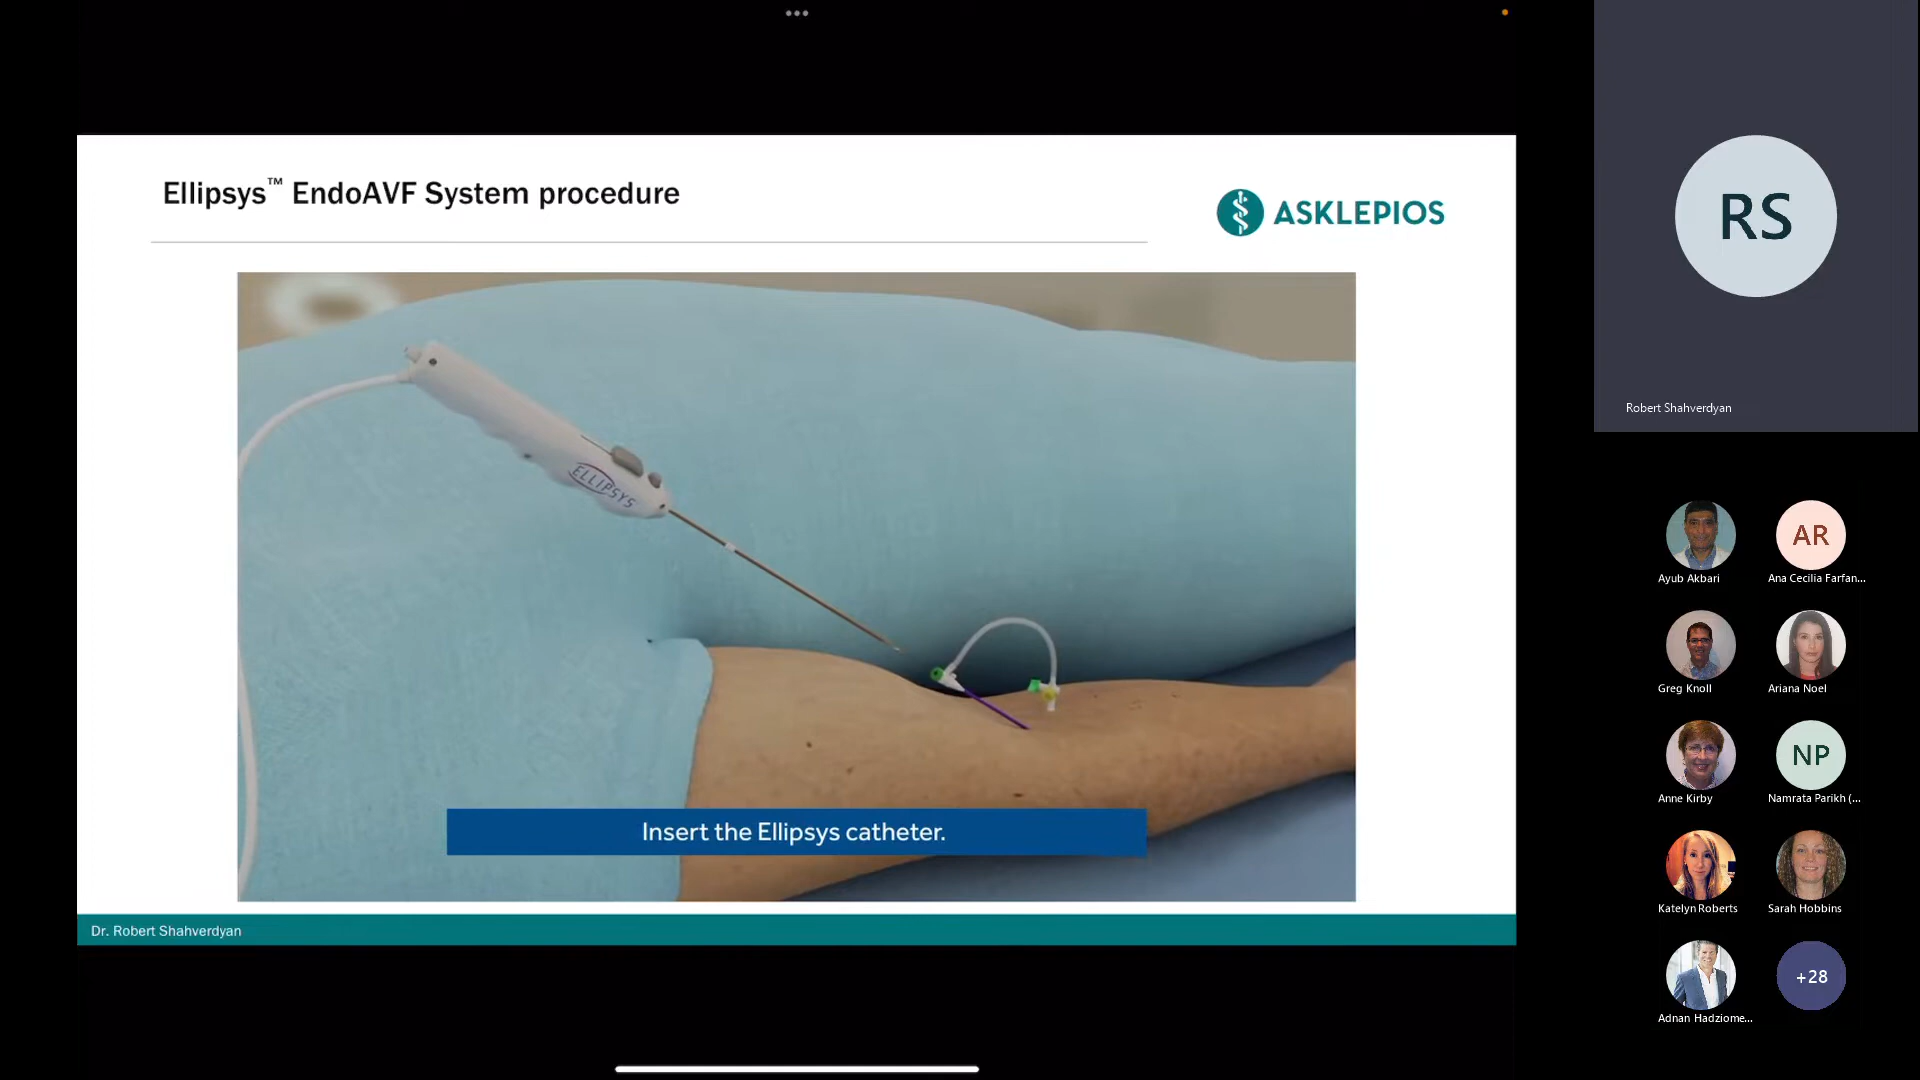 Ellipsys™ EndoAVF System procedure
ASKLEPIOS
ELLIPSYS
Insert the Ellipsys catheter.
Dr. Robert Shahverdyan
RS
Robert Shahverdyan
AR
Ayub Akbari
Ana Cecilia Farfan...
Greg Knoll
Ariana Noel
NP
Anne Kirby
Namrata Parikh (...
Katelyn Roberts
Sarah Hobbins
+28
Adnan Hadziome...